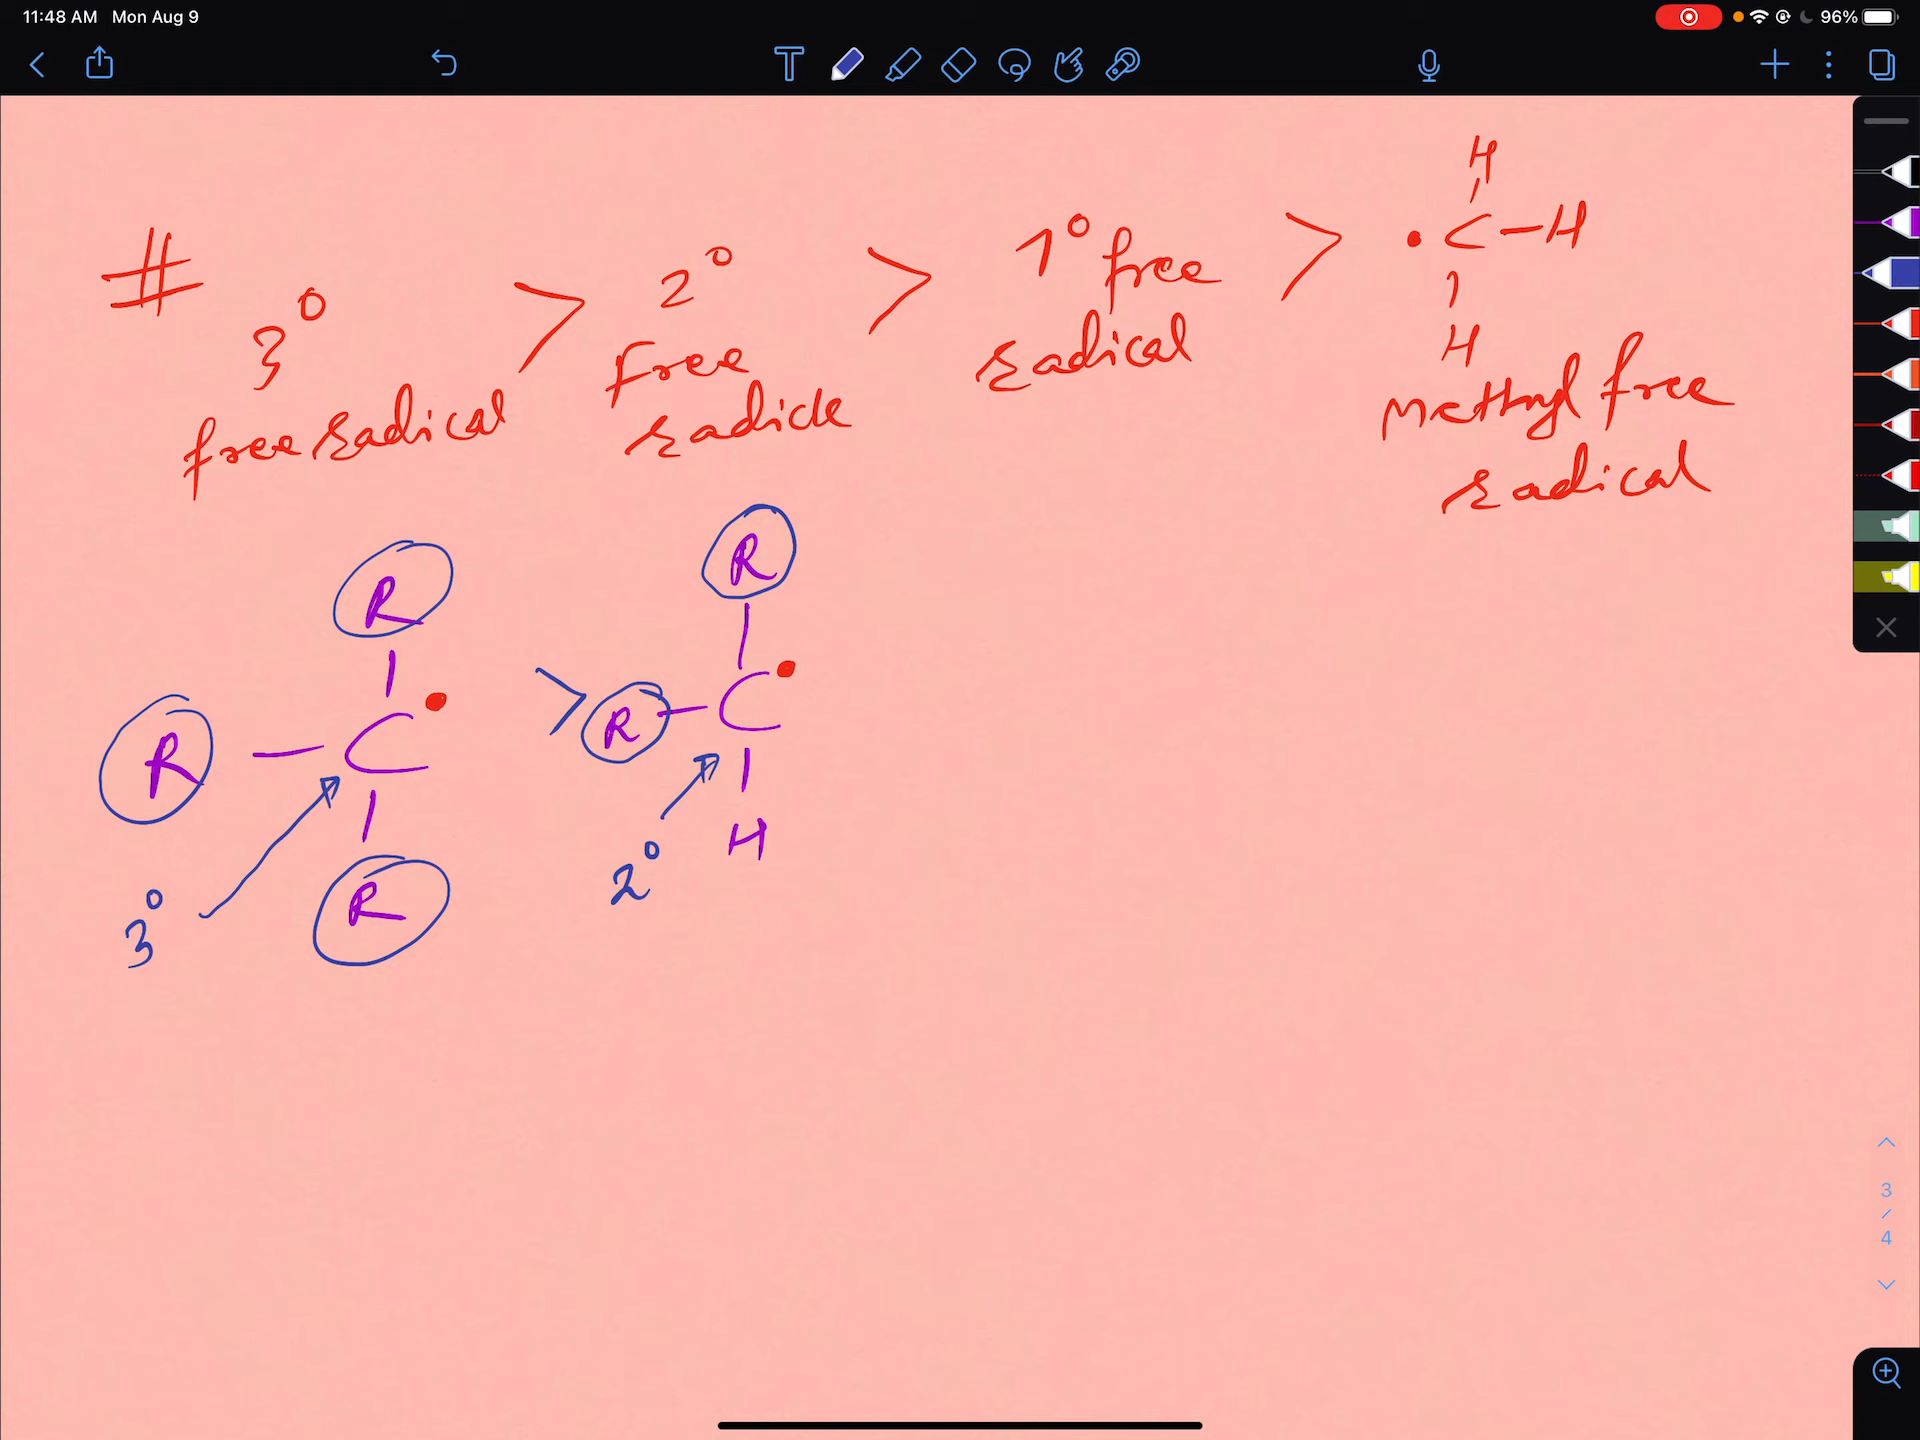 11:48 AM Mon Aug 9
96%
T
# 3° free radical > 2° free radicle > 1° free radical > •C–H
H
H
Methyl free radical
R
R – C •
R
3°
>
R
R – C •
H
2°
3
/
4